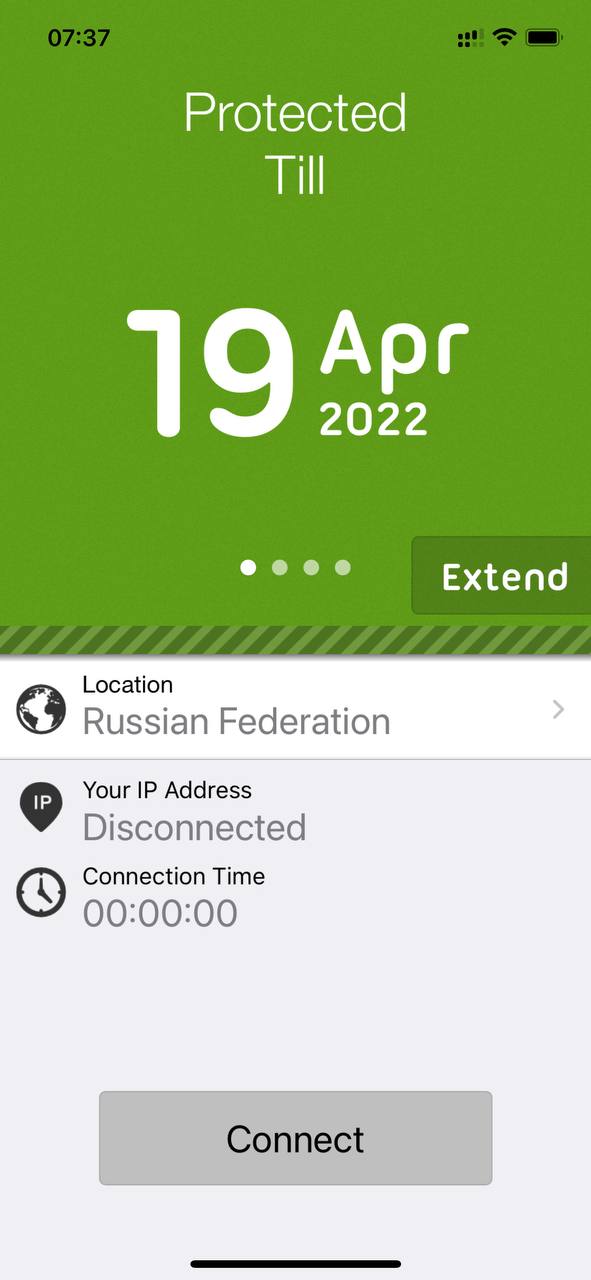 07:37
Protected
Till
19 Apr
2022
Extend
Location
Russian Federation
IP
Your IP Address
Disconnected
Connection Time
00:00:00
Connect